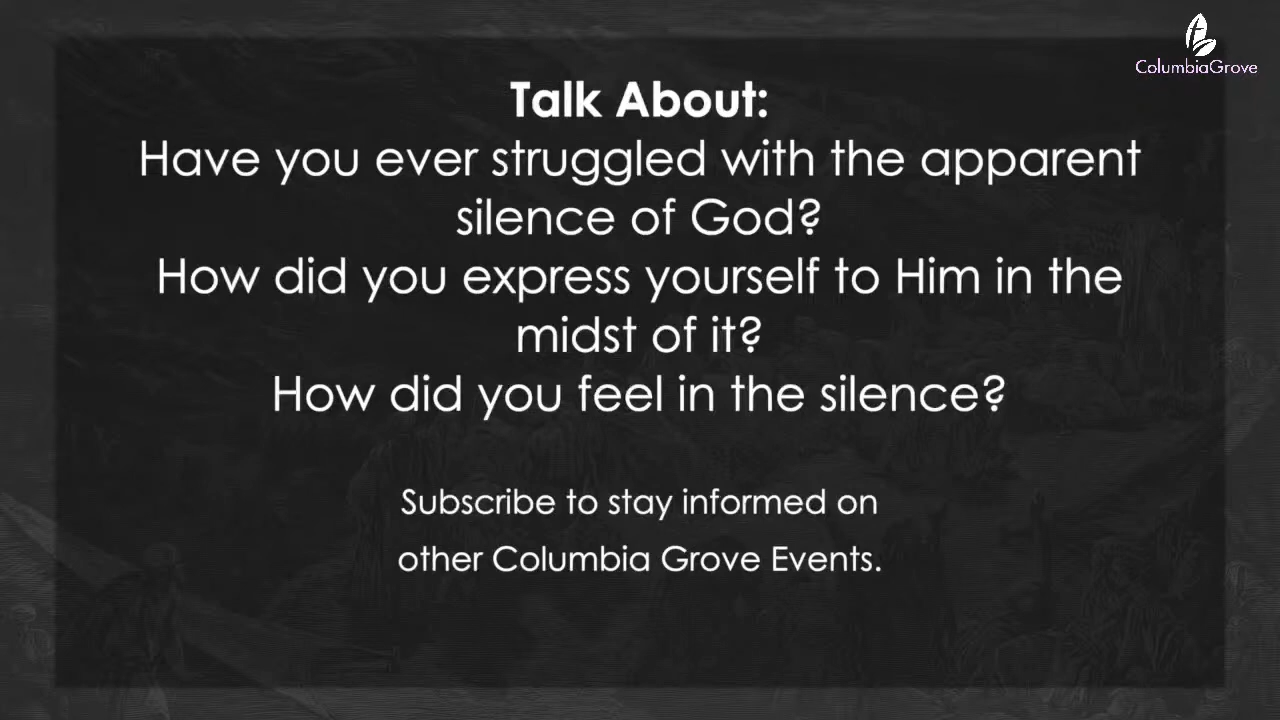 ColumbiaGrove
Talk About:
Have you ever struggled with the apparent
silence of God?
How did you express yourself to Him in the
midst of it?
How did you feel in the silence?
Subscribe to stay informed on
other Columbia Grove Events.